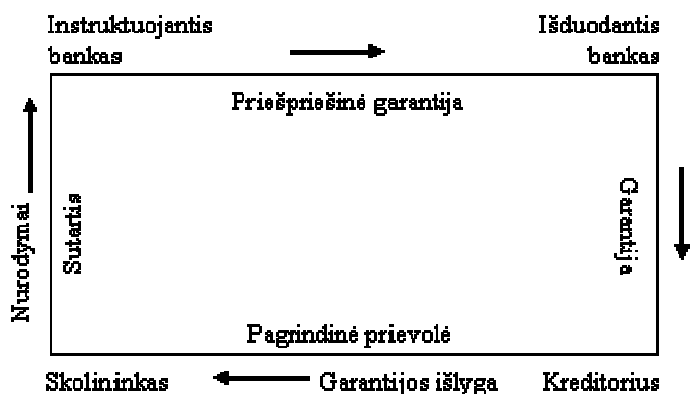 Instruktuojantis
bankas
Išduodantis
bankas
Priešpriešinė garantija
Nurodymai
Sutartis
Garantija
Pagrindinė prievolė
Skolininkas
Garantijos išlyga
Kreditorius